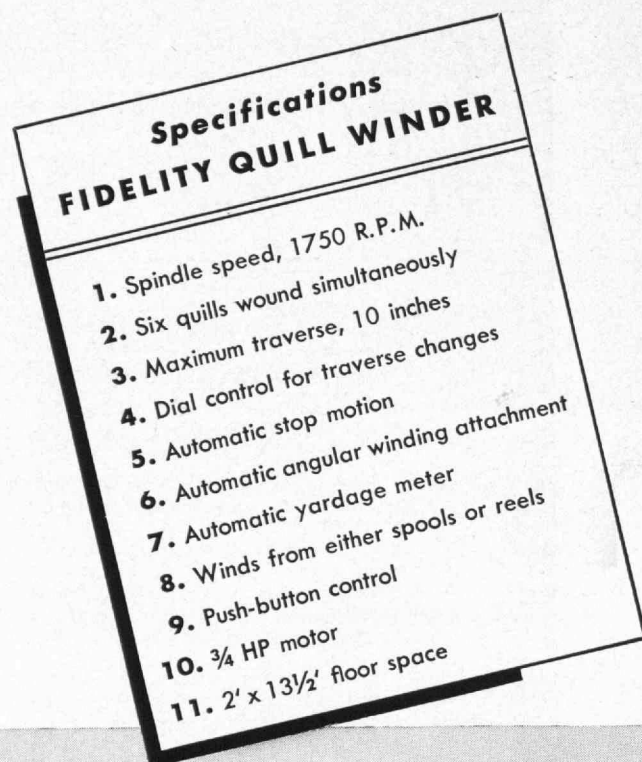 Specifications
FIDELITY QUILL WINDER
1. Spindle speed, 1750 R.P.M.
2. Six quills wound simultaneously
3. Maximum traverse, 10 inches
4. Dial control for traverse changes
5. Automatic stop motion
6. Automatic angular winding attachment
7. Automatic yardage meter
8. Winds from either spools or reels
9. Push-button control
10. ¾ HP motor
11. 2' x 13½' floor space